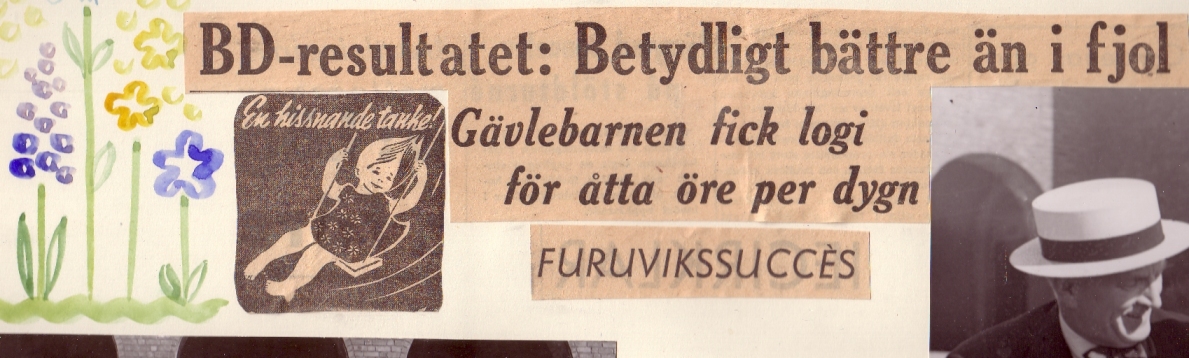 BD-resultatet: Betydligt bättre än i fjol
En hissnande tanke!
Gävlebarnen fick logi
för åtta öre per dygn
FURUVIKSSUCCÈS